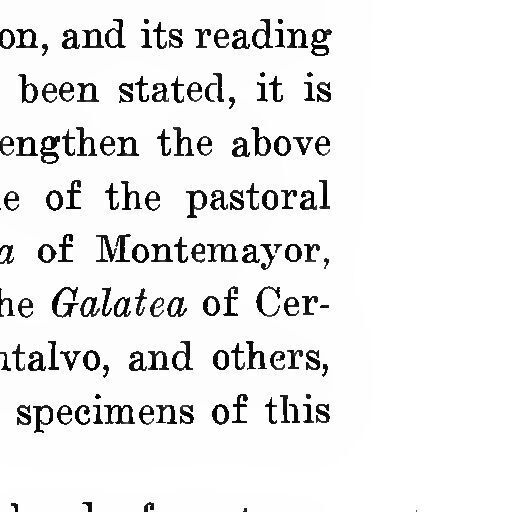 on, and its reading
been stated, it is
engthen the above
e of the pastoral
a of Montemayor,
he Galatea of Cer-
ntalvo, and others,
specimens of this